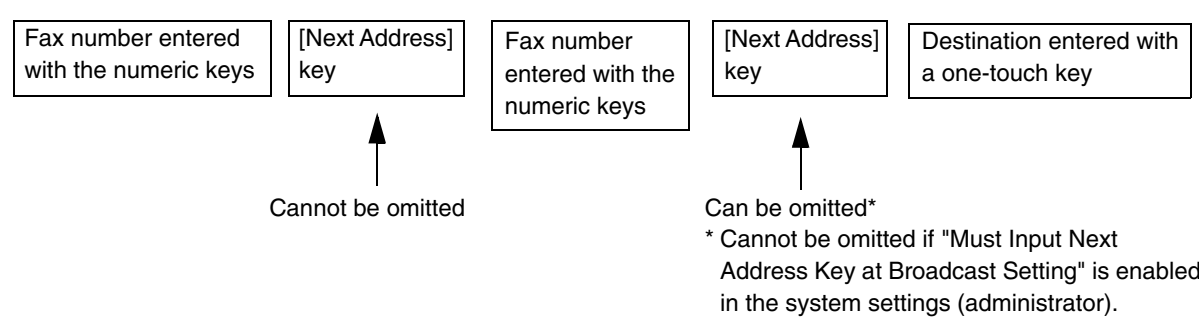 Fax number entered
with the numeric keys
[Next Address]
key
Fax number
entered with the
numeric keys
[Next Address]
key
Destination entered with
a one-touch key
Cannot be omitted
Can be omitted*
* Cannot be omitted if "Must Input Next
Address Key at Broadcast Setting" is enabled
in the system settings (administrator).